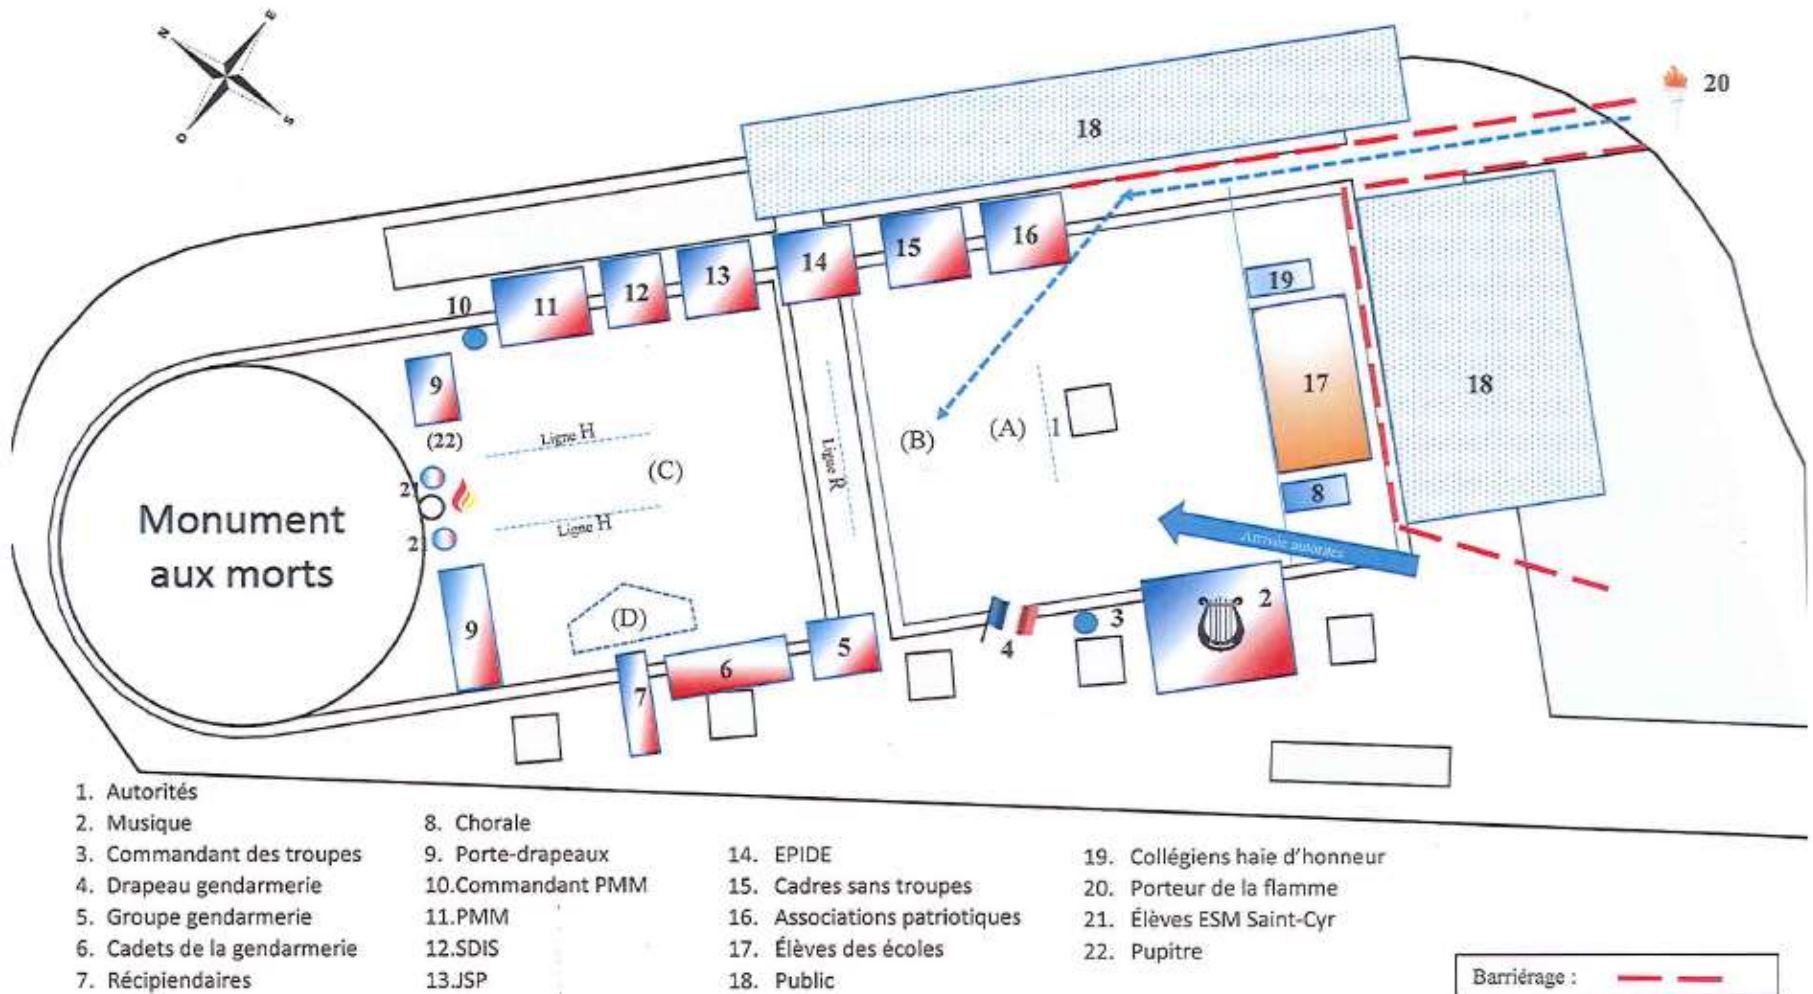 N
E
S
O
20
18
16
15
14
13
12
11
10
19
9
17
18
(22)
Ligne H
(C)
Ligne R
(B)
(A)
1
21
8
Monument
aux morts
Ligne H
21
Arrivée autorités
(D)
2
3
4
9
5
6
7
1. Autorités
2. Musique
3. Commandant des troupes
4. Drapeau gendarmerie
5. Groupe gendarmerie
6. Cadets de la gendarmerie
7. Récipiendaires
8. Chorale
9. Porte-drapeaux
10.Commandant PMM
11.PMM
12.SDIS
13.JSP
14. EPIDE
15. Cadres sans troupes
16. Associations patriotiques
17. Élèves des écoles
18. Public
19. Collégiens haie d'honneur
20. Porteur de la flamme
21. Élèves ESM Saint-Cyr
22. Pupitre
Barriérage :